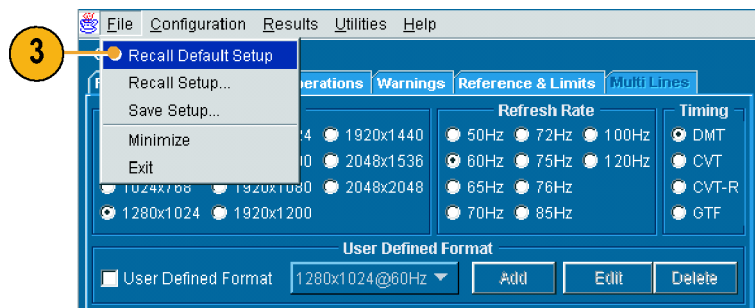 File Configuration Results Utilities Help
3
Recall Default Setup
Recall Setup...
Save Setup...
Minimize
Exit
Warnings Reference & Limits Multi Lines
Refresh Rate Timing
1920x1440 50Hz 72Hz 100Hz DMT
2048x1536 60Hz 75Hz 120Hz CVT
1024x768 1920x1080 2048x2048 65Hz 76Hz CVT-R
1280x1024 1920x1200 70Hz 85Hz GTF
User Defined Format
User Defined Format 1280x1024@60Hz Add Edit Delete